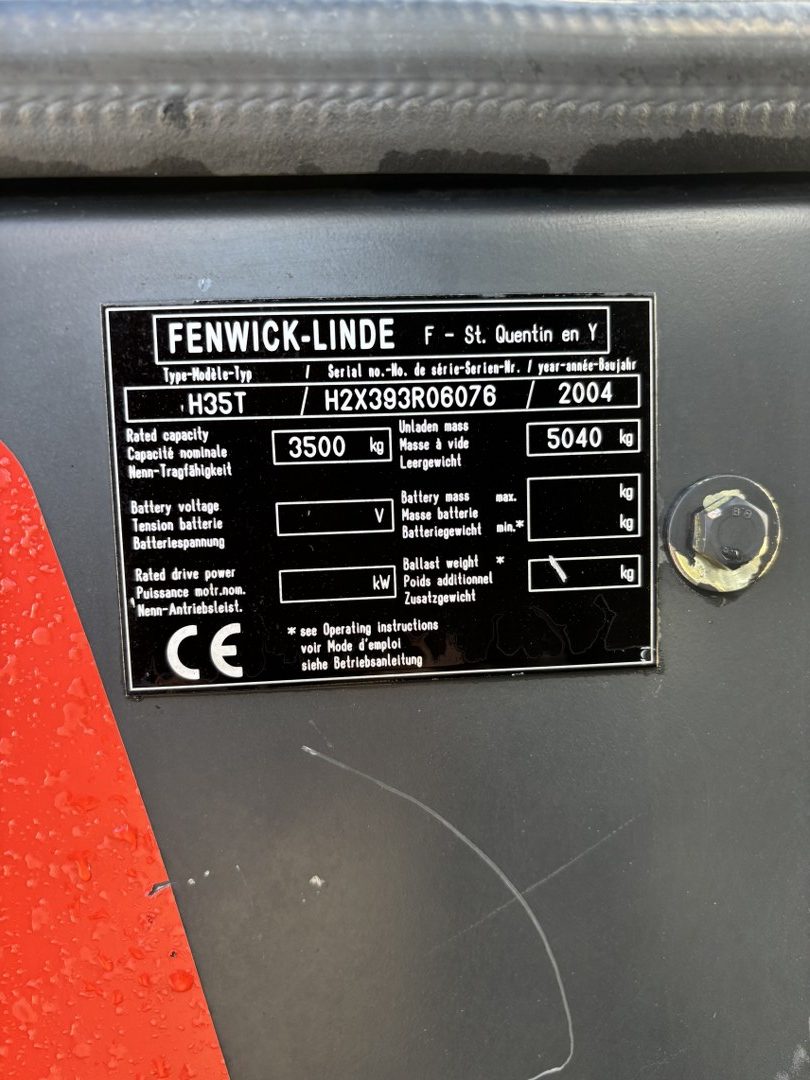 FENWICK-LINDE F - St. Quentin en Y
Type-Modèle-Typ / Serial no.-No. de série-Serien-Nr. / year-année-Baujahr
H35T / H2X393R06076 / 2004
Rated capacity
Capacité nominale
Nenn-Tragfähigkeit
3500 kg
Unladen mass
Masse à vide
Leergewicht
5040 kg
Battery voltage
Tension batterie
Batteriespannung
V
Battery mass max.
Masse batterie
Batteriegewicht min.*
kg
kg
Rated drive power
Puissance motr.nom.
Nenn-Antriebsleist.
kW
Ballast weight *
Poids additionnel
Zusatzgewicht
kg
CE
* see Operating instructions
voir Mode d'emploi
siehe Betriebsanleitung